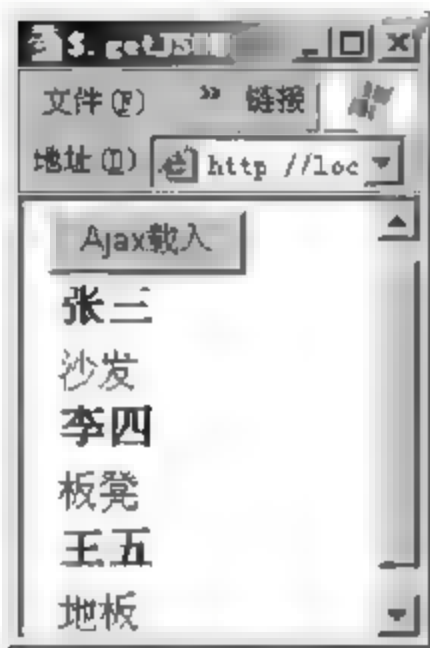 $.getJSON
文件(F) » 链接
地址(D) http //loc
Ajax载入
张三
沙发
李四
板凳
王五
地板